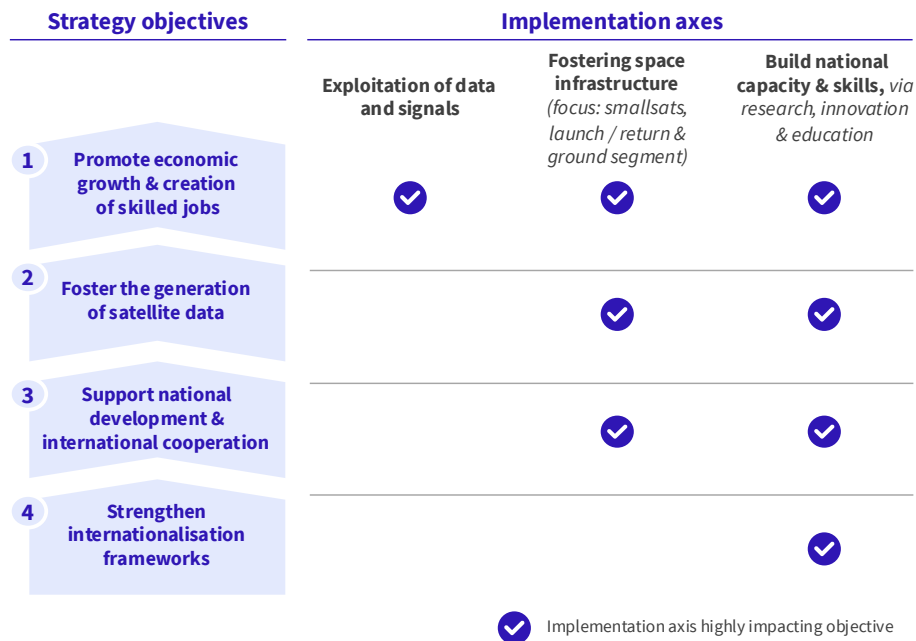 Strategy objectives
Implementation axes
Exploitation of data
and signals
Fostering space
infrastructure
(focus: smallsats,
launch / return &
ground segment)
Build national
capacity & skills, via
research, innovation
& education
1
Promote economic
growth & creation
of skilled jobs
2
Foster the generation
of satellite data
3
Support national
development &
international cooperation
4
Strengthen
internationalisation
frameworks
Implementation axis highly impacting objective